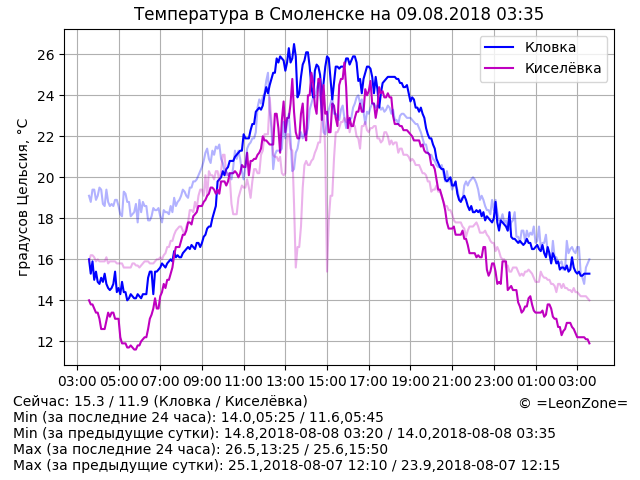 Температура в Смоленске на 09.08.2018 03:35
градусов Цельсия, °C
26
24
22
20
18
16
14
12
Кловка
Киселёвка
03:00 05:00 07:00 09:00 11:00 13:00 15:00 17:00 19:00 21:00 23:00 01:00 03:00
Сейчас: 15.3 / 11.9 (Кловка / Киселёвка)
© =LeonZone=
Min (за последние 24 часа): 14.0,05:25 / 11.6,05:45
Min (за предыдущие сутки): 14.8,2018-08-08 03:20 / 14.0,2018-08-08 03:35
Max (за последние 24 часа): 26.5,13:25 / 25.6,15:50
Max (за предыдущие сутки): 25.1,2018-08-07 12:10 / 23.9,2018-08-07 12:15